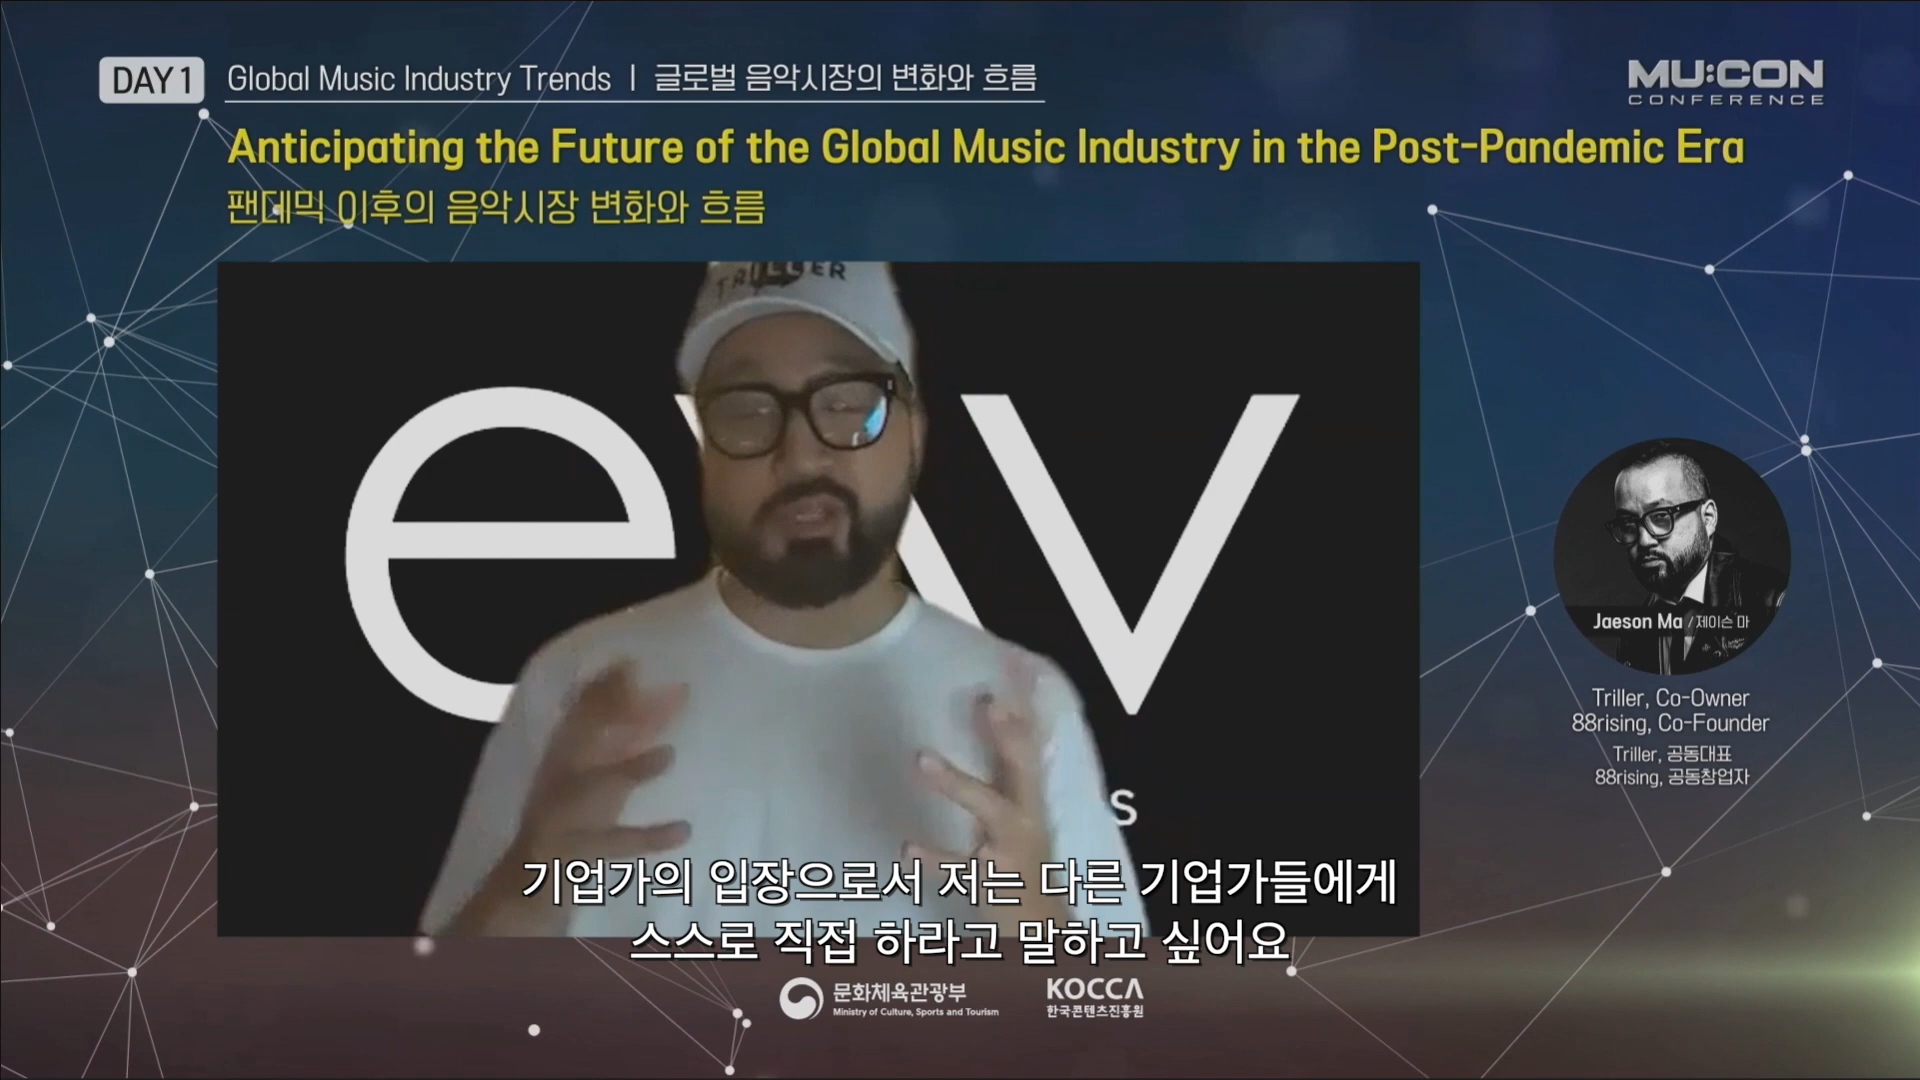 DAY 1
Global Music Industry Trends | 글로벌 음악시장의 변화와 흐름
MU:CON
CONFERENCE
Anticipating the Future of the Global Music Industry in the Post-Pandemic Era
팬데믹 이후의 음악시장 변화와 흐름
TRILLER
s
Jaeson Ma / 제이슨 마
Triller, Co-Owner
88rising, Co-Founder
Triller, 공동대표
88rising, 공동창업자
기업가의 입장으로서 저는 다른 기업가들에게
스스로 직접 하라고 말하고 싶어요
문화체육관광부
Ministry of Culture, Sports and Tourism
KOCCA
한국콘텐츠진흥원